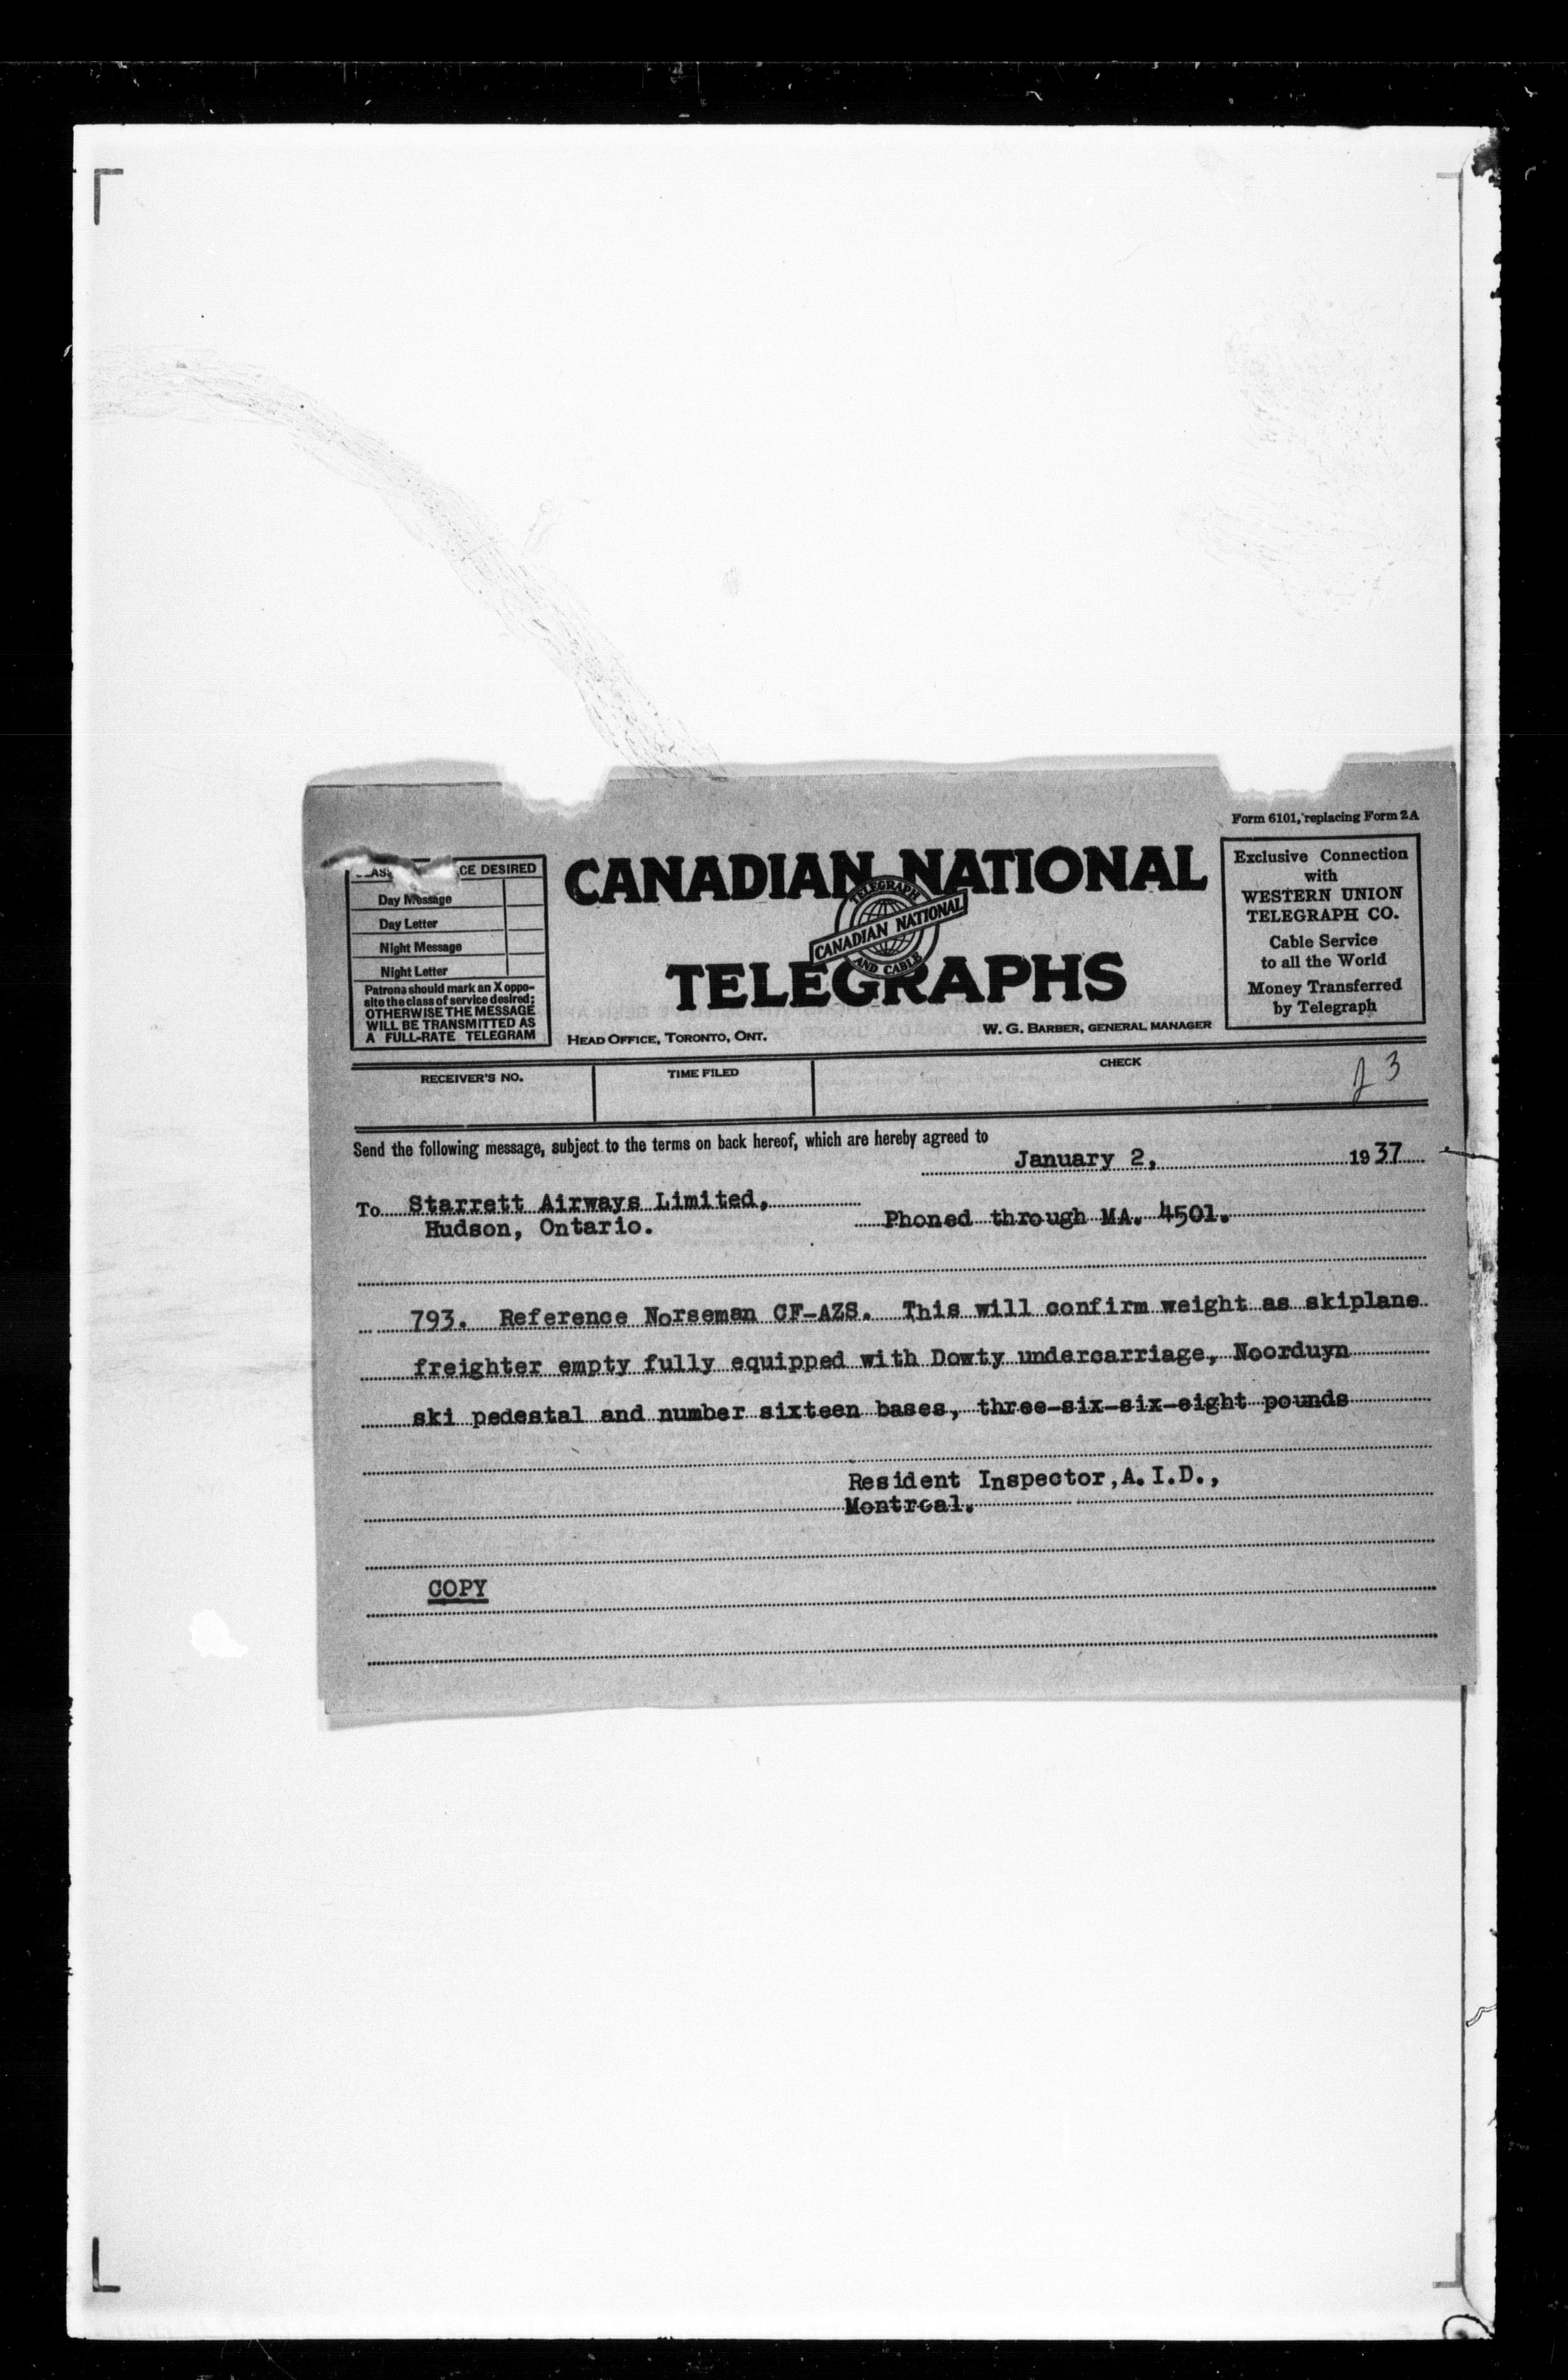 Form 6101, replacing Form 2A
CE DESIRED
Day Message
Day Letter
Night Message
Night Letter
Patrons should mark an X oppo-
site the class of service desired;
OTHERWISE THE MESSAGE
WILL BE TRANSMITTED AS
A FULL-RATE TELEGRAM
CANADIAN NATIONAL
TELEGRAPH
CANADIAN NATIONAL
AND CABLE
TELEGRAPHS
HEAD OFFICE, TORONTO, ONT.
W. G. BARBER, GENERAL MANAGER
Exclusive Connection
with
WESTERN UNION
TELEGRAPH CO.
Cable Service
to all the World
Money Transferred
by Telegraph
RECEIVER'S NO.
TIME FILED
CHECK
Send the following message, subject to the terms on back hereof, which are hereby agreed to
January 2, 1937
To Starrett Airways Limited,
Hudson, Ontario.
Phoned through MA. 4501.
793. Reference Norseman CF-AZS. This will confirm weight as skiplane
freighter empty fully equipped with Dowty undercarriage, Noorduyn
ski pedestal and number sixteen bases, three-six-six-eight pounds
Resident Inspector, A.I.D.,
Montreal.
COPY